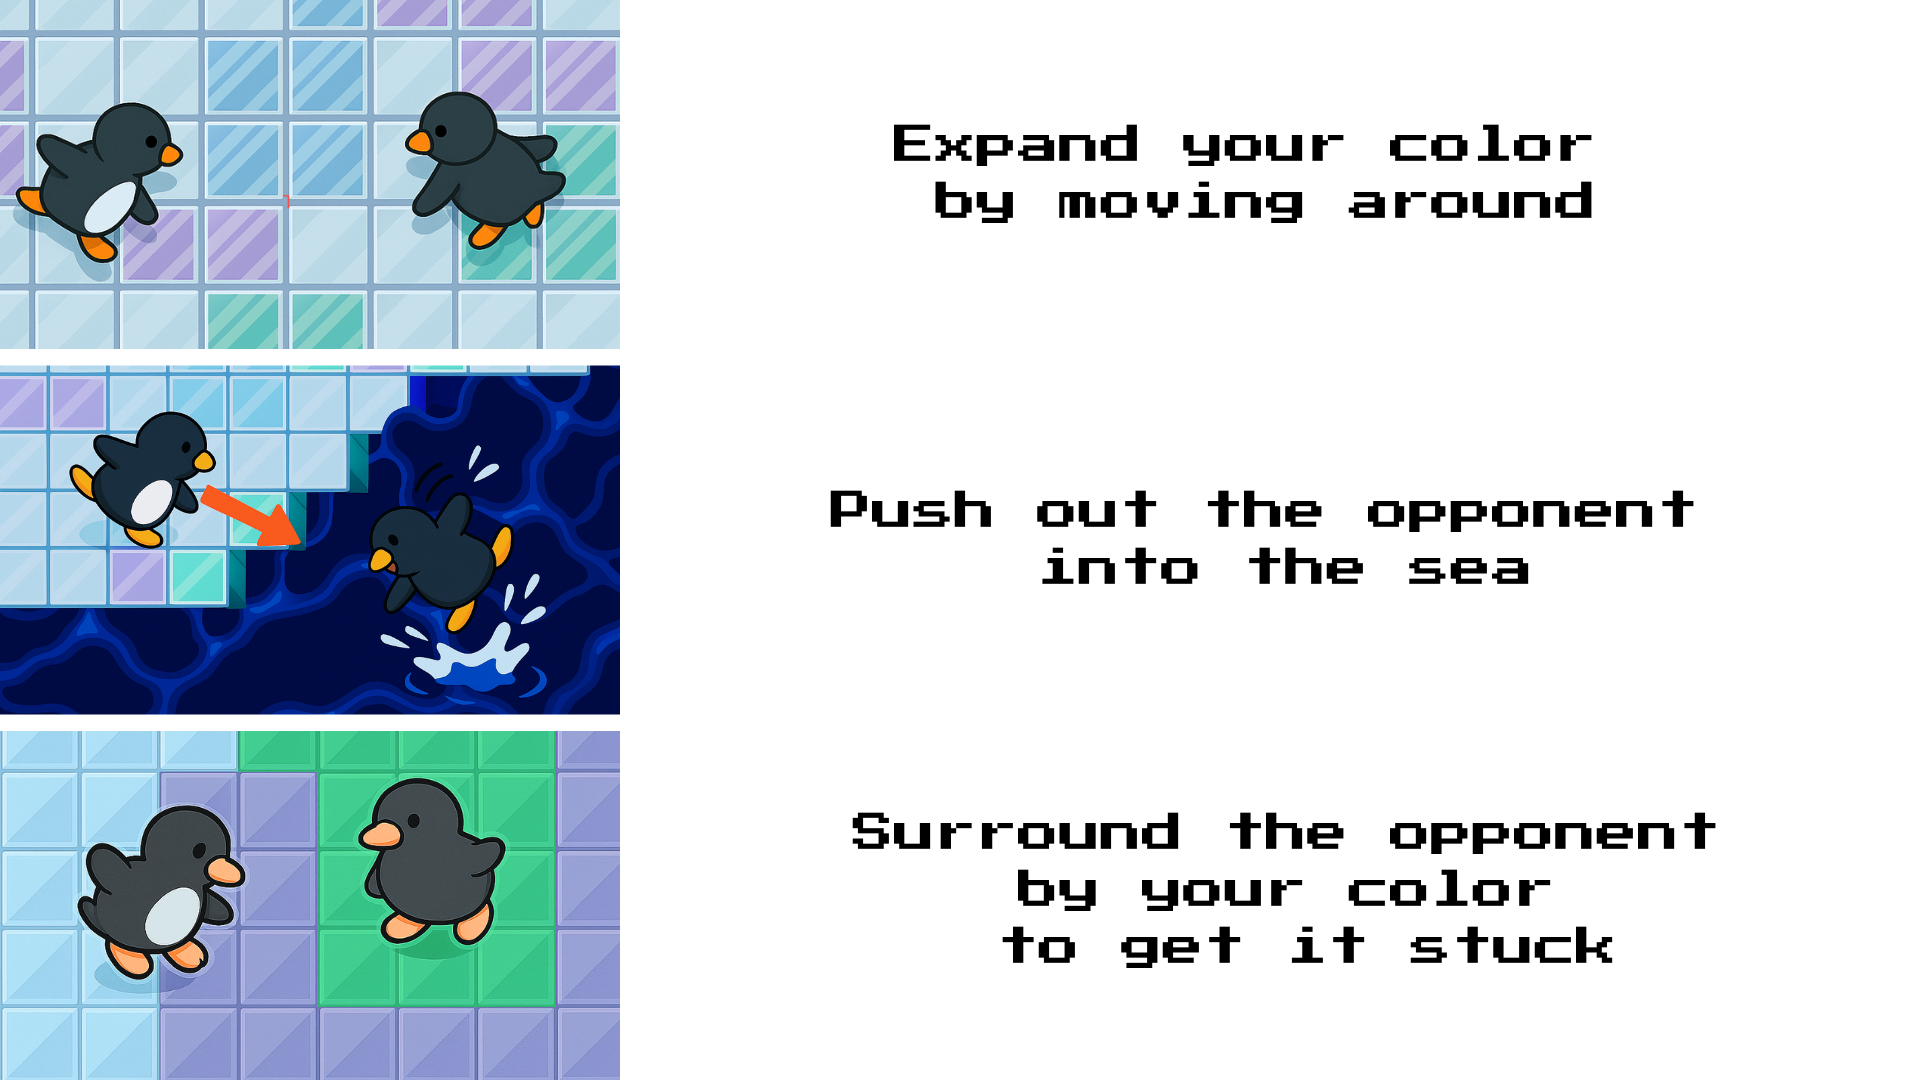 Expand your color
by moving around
Push out the opponent
into the sea
Surround the opponent
by your color
to get it stuck